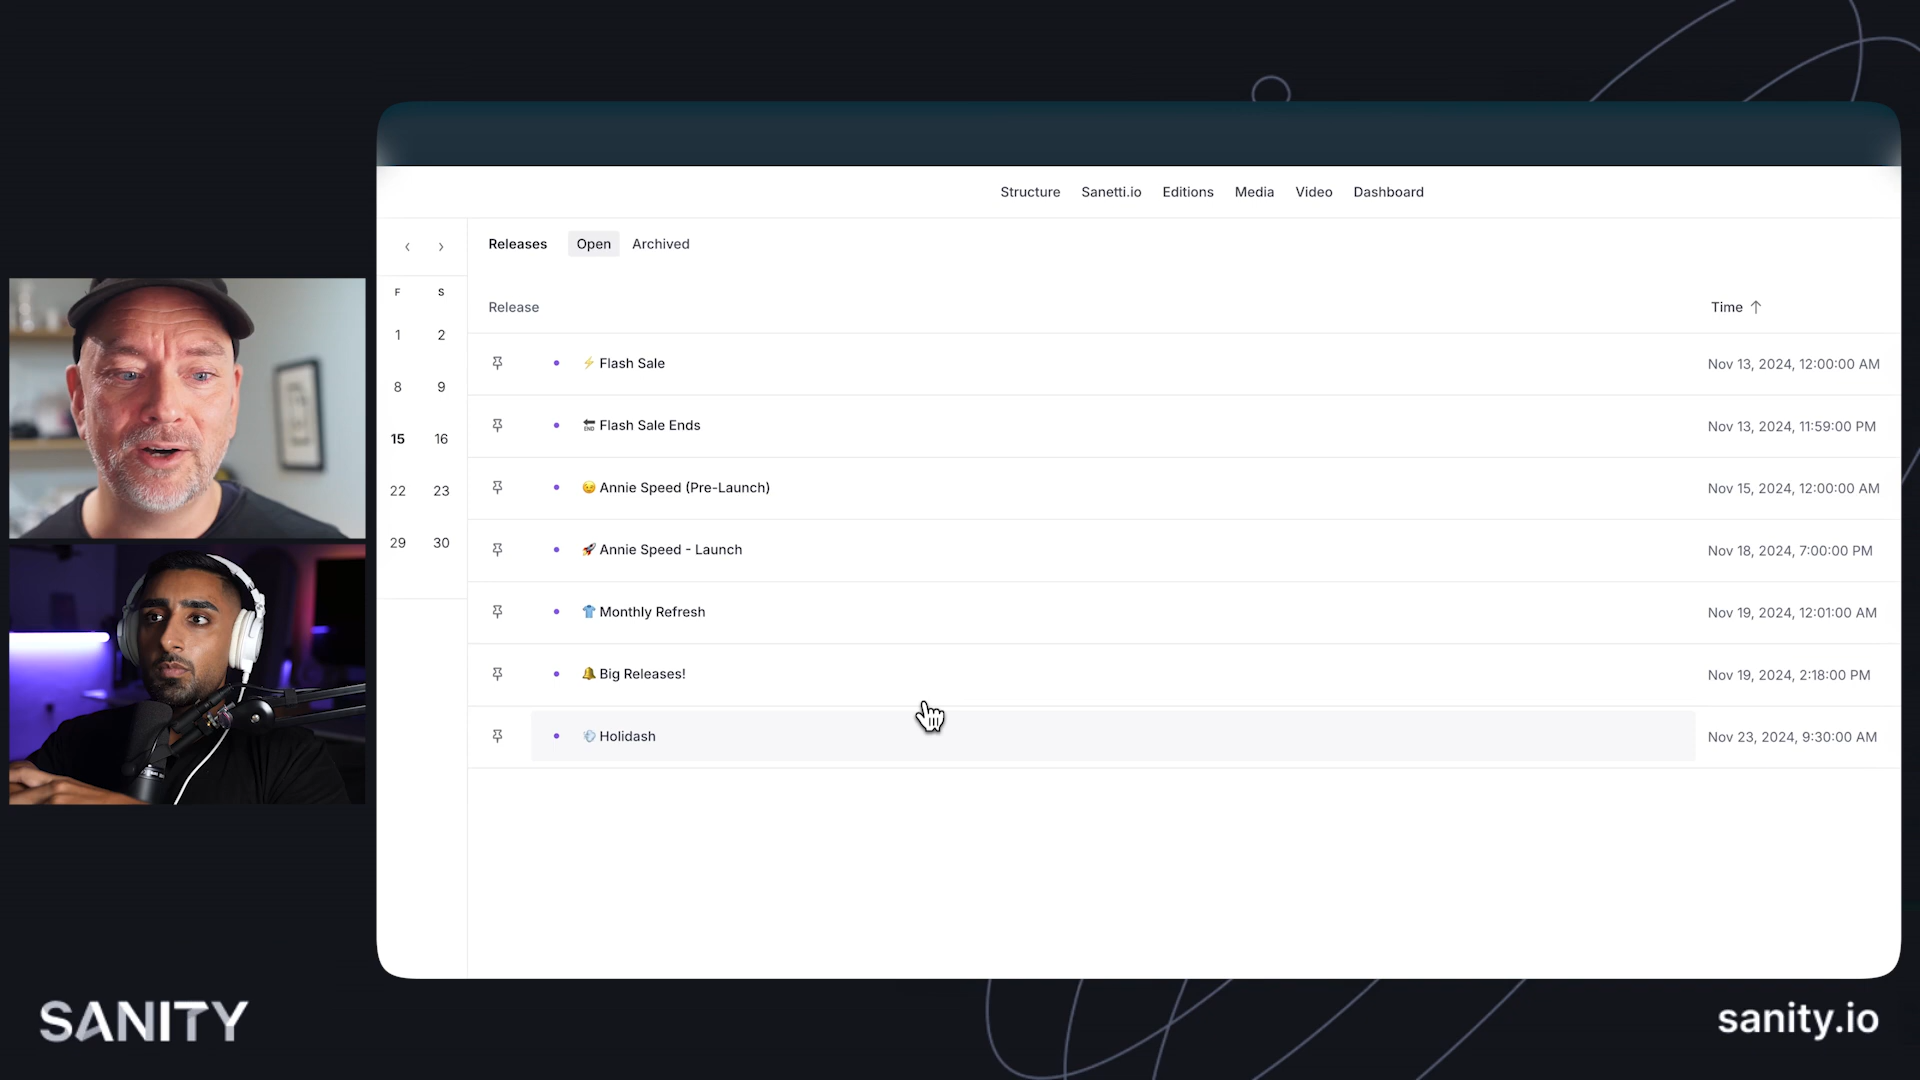 Structure Sanetti.io Editions Media Video Dashboard
Releases Open Archived
F S
1 2
8 9
15 16
22 23
29 30
Release Time ↑
⚡ Flash Sale Nov 13, 2024, 12:00:00 AM
🔚 Flash Sale Ends Nov 13, 2024, 11:59:00 PM
😉 Annie Speed (Pre-Launch) Nov 15, 2024, 12:00:00 AM
🚀 Annie Speed - Launch Nov 18, 2024, 7:00:00 PM
👕 Monthly Refresh Nov 19, 2024, 12:01:00 AM
🔔 Big Releases! Nov 19, 2024, 2:18:00 PM
💨 Holidash Nov 23, 2024, 9:30:00 AM
SANITY
sanity.io